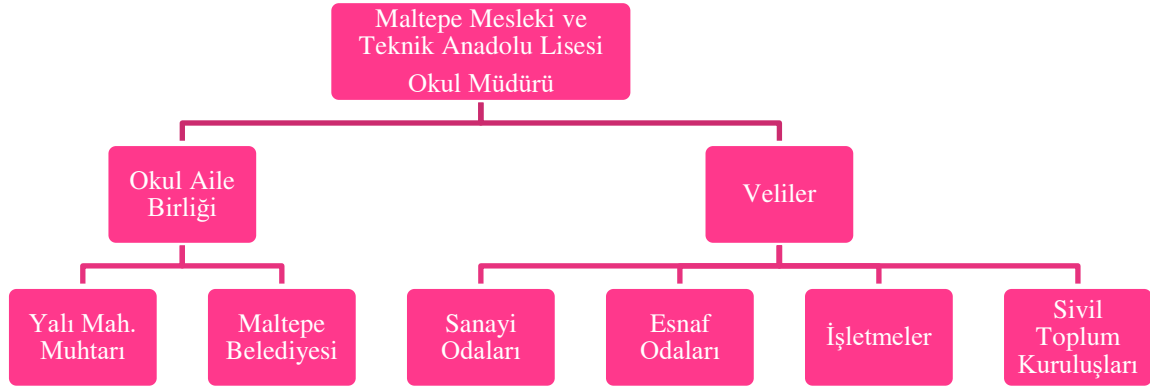 Maltepe Mesleki ve
Teknik Anadolu Lisesi
Okul Müdürü
Okul Aile
Birliği
Veliler
Yalı Mah.
Muhtarı
Maltepe
Belediyesi
Sanayi
Odaları
Esnaf
Odaları
İşletmeler
Sivil
Toplum
Kuruluşları